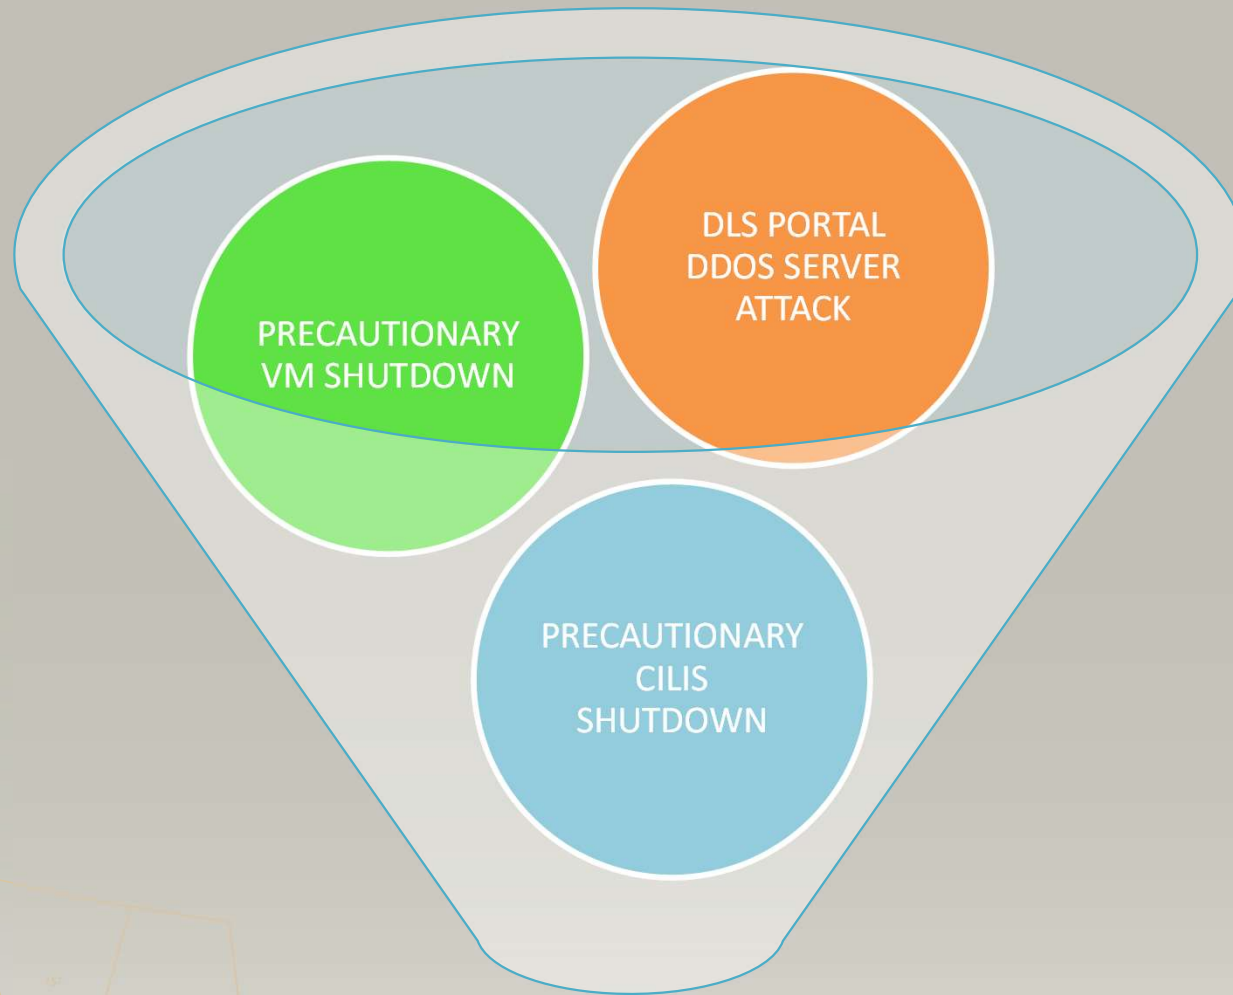 DLS PORTAL
DDOS SERVER
ATTACK
PRECAUTIONARY
VM SHUTDOWN
PRECAUTIONARY
CILIS
SHUTDOWN